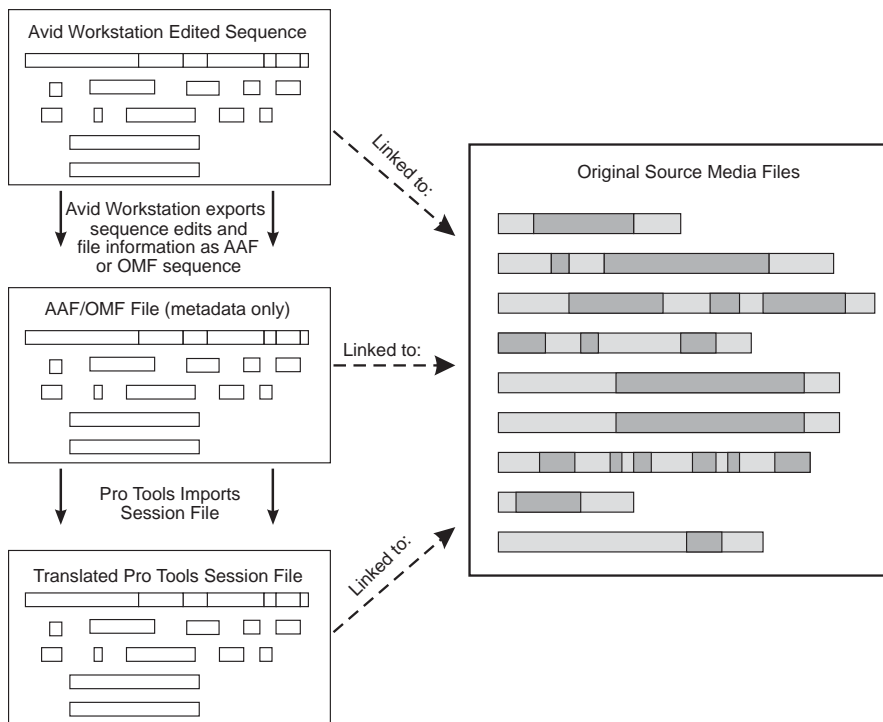 Avid Workstation Edited Sequence
Linked to:
Original Source Media Files
Avid Workstation exports
sequence edits and
file information as AAF
or OMF sequence
AAF/OMF File (metadata only)
Linked to:
Pro Tools Imports
Session File
Linked to:
Translated Pro Tools Session File